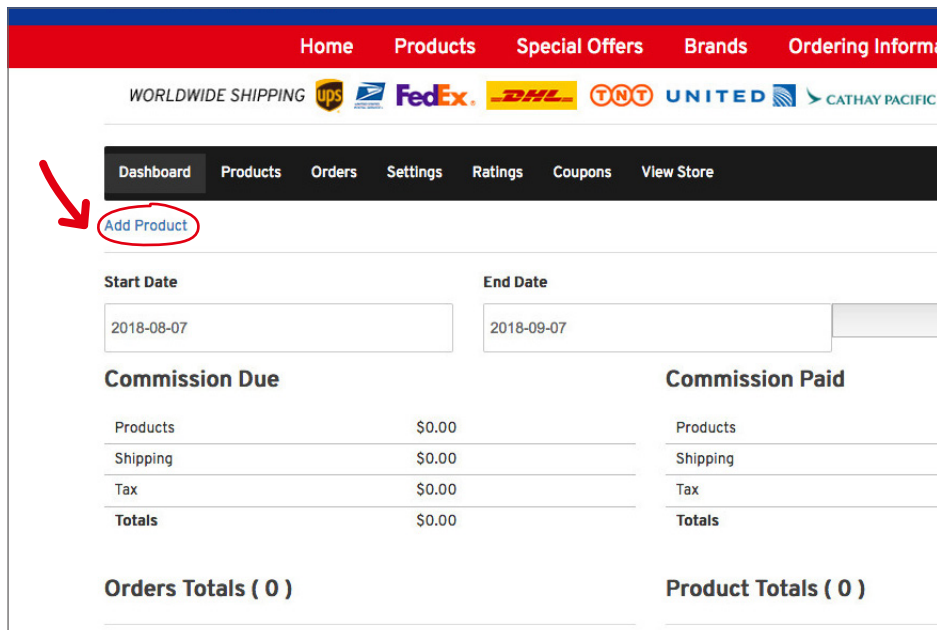 Home Products Special Offers Brands Ordering Informa
WORLDWIDE SHIPPING ups FedEx. DHL TNT UNITED CATHAY PACIFIC
Dashboard Products Orders Settings Ratings Coupons View Store
Add Product
Start Date End Date
2018-08-07 2018-09-07
Commission Due Commission Paid
Products $0.00 Products
Shipping $0.00 Shipping
Tax $0.00 Tax
Totals $0.00 Totals
Orders Totals ( 0 ) Product Totals ( 0 )